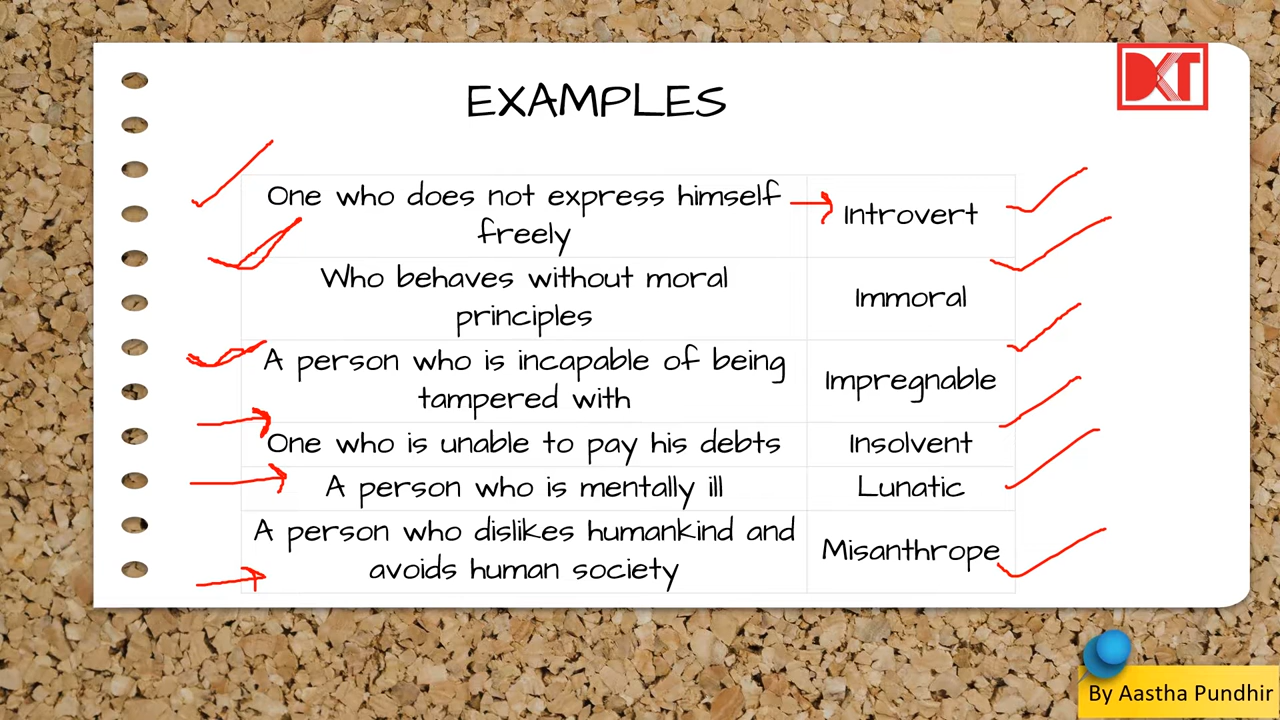 EXAMPLES
DKT
One who does not express himself
freely
Introvert
Who behaves without moral
principles
Immoral
A person who is incapable of being
tampered with
Impregnable
One who is unable to pay his debts
Insolvent
A person who is mentally ill
Lunatic
A person who dislikes humankind and
avoids human society
Misanthrope
By Aastha Pundhir